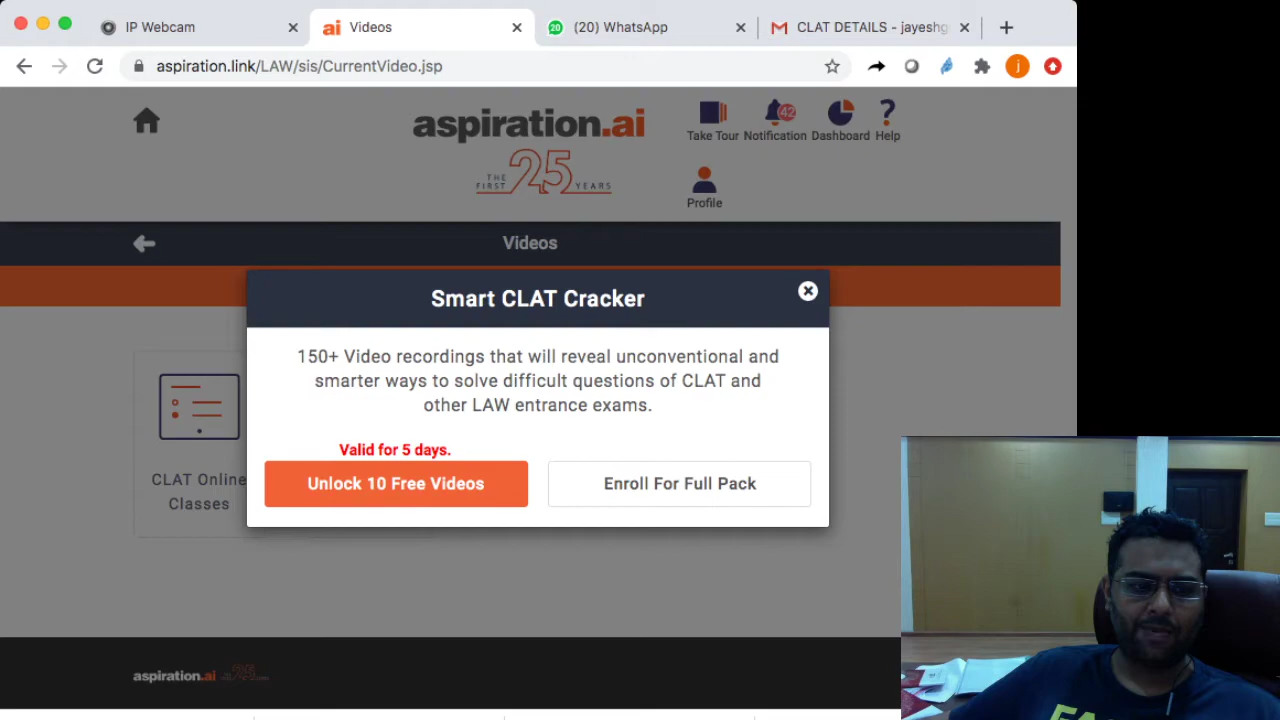 IP Webcam
Videos
20
(20) WhatsApp
CLAT DETAILS - jayeshg
j
aspiration.link/LAW/sis/CurrentVideo.jsp
aspiration.ai
THE FIRST 25 YEARS
Take Tour
42
Notification
Dashboard
?
Help
Profile
Videos
Smart CLAT Cracker
150+ Video recordings that will reveal unconventional and
smarter ways to solve difficult questions of CLAT and
other LAW entrance exams.
Valid for 5 days.
Unlock 10 Free Videos
Enroll For Full Pack
CLAT Online
Classes
aspiration.ai
25